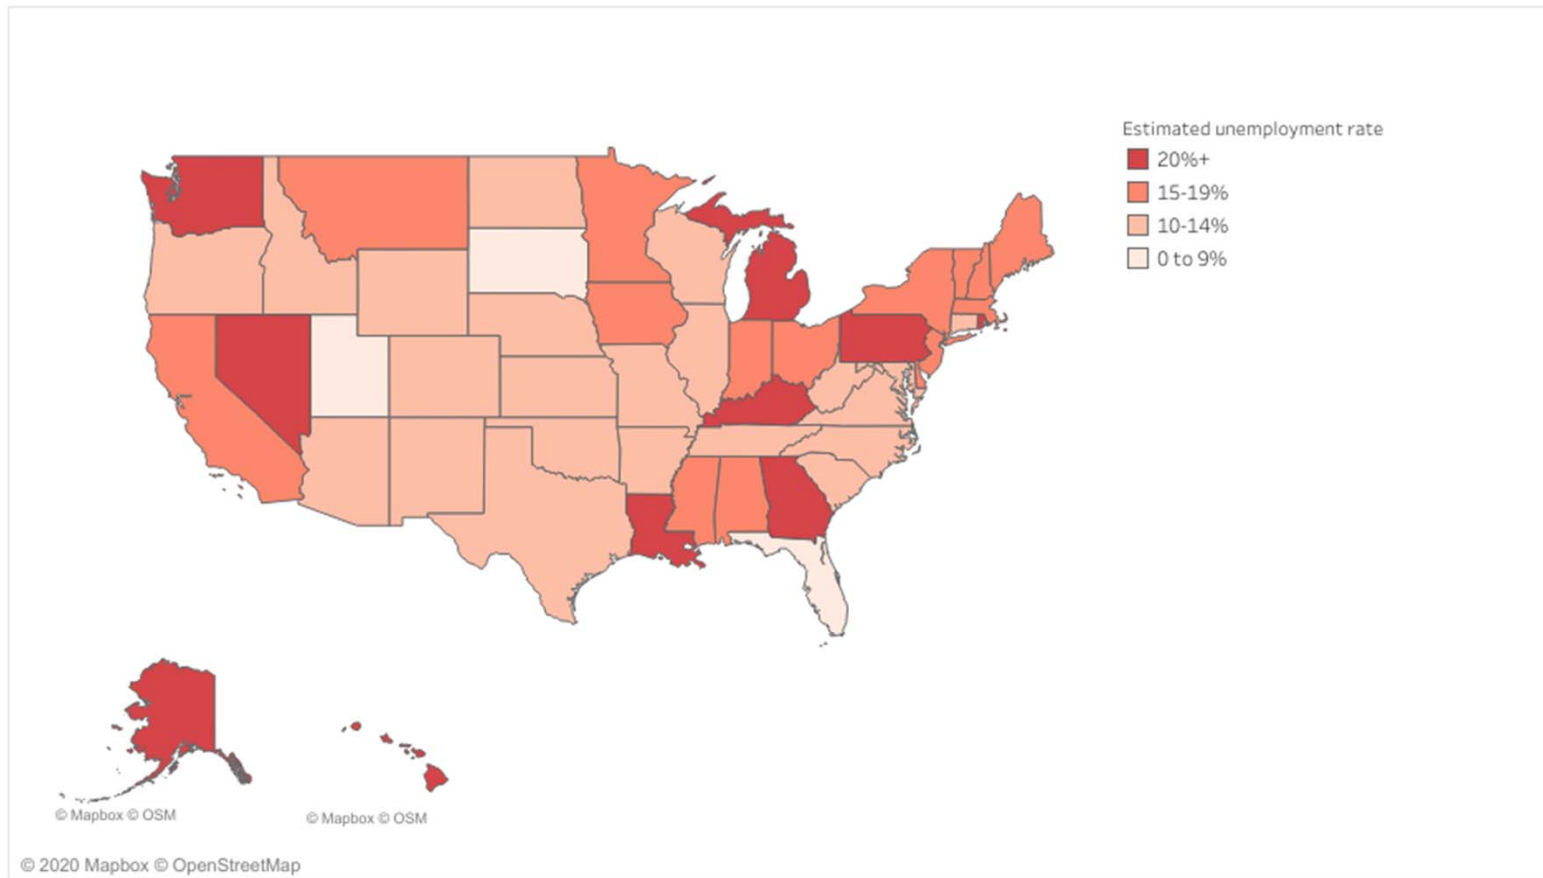 Estimated unemployment rate
20%+
15-19%
10-14%
0 to 9%
© Mapbox © OSM
© Mapbox © OSM
© 2020 Mapbox © OpenStreetMap